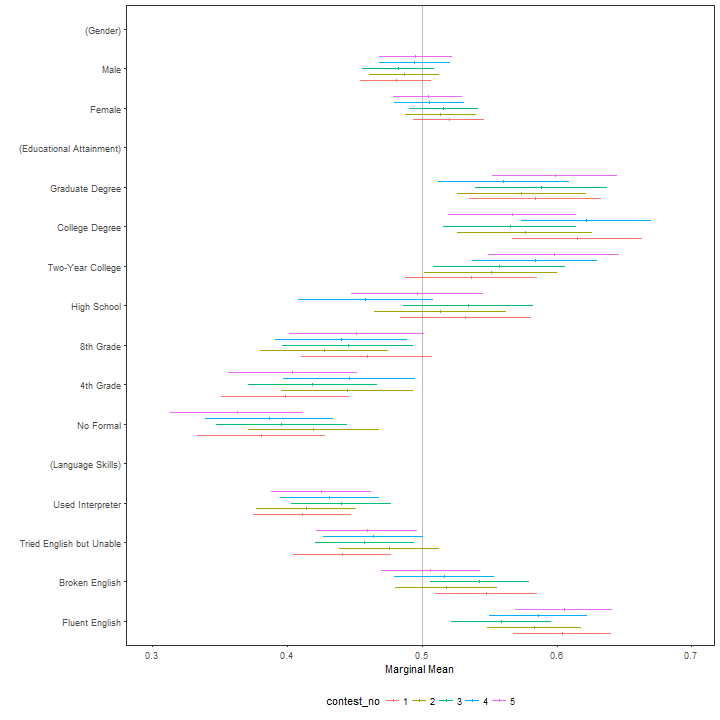 (Gender)
Male
Female
(Educational Attainment)
Graduate Degree
College Degree
Two-Year College
High School
8th Grade
4th Grade
No Formal
(Language Skills)
Used Interpreter
Tried English but Unable
Broken English
Fluent English
0.3 0.4 0.5 0.6 0.7
Marginal Mean
contest_no 1 2 3 4 5